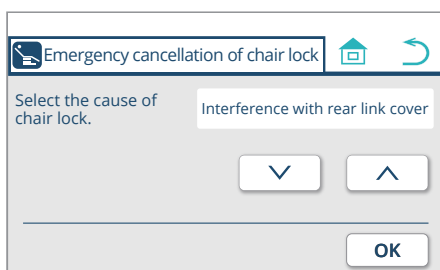 Emergency cancellation of chair lock
Select the cause of
chair lock.
Interference with rear link cover
OK